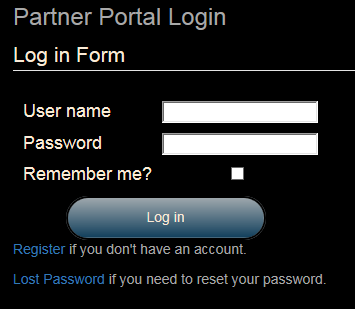 Partner Portal Login
Log in Form
User name
Password
Remember me?
Log in
Register if you don't have an account.
Lost Password if you need to reset your password.